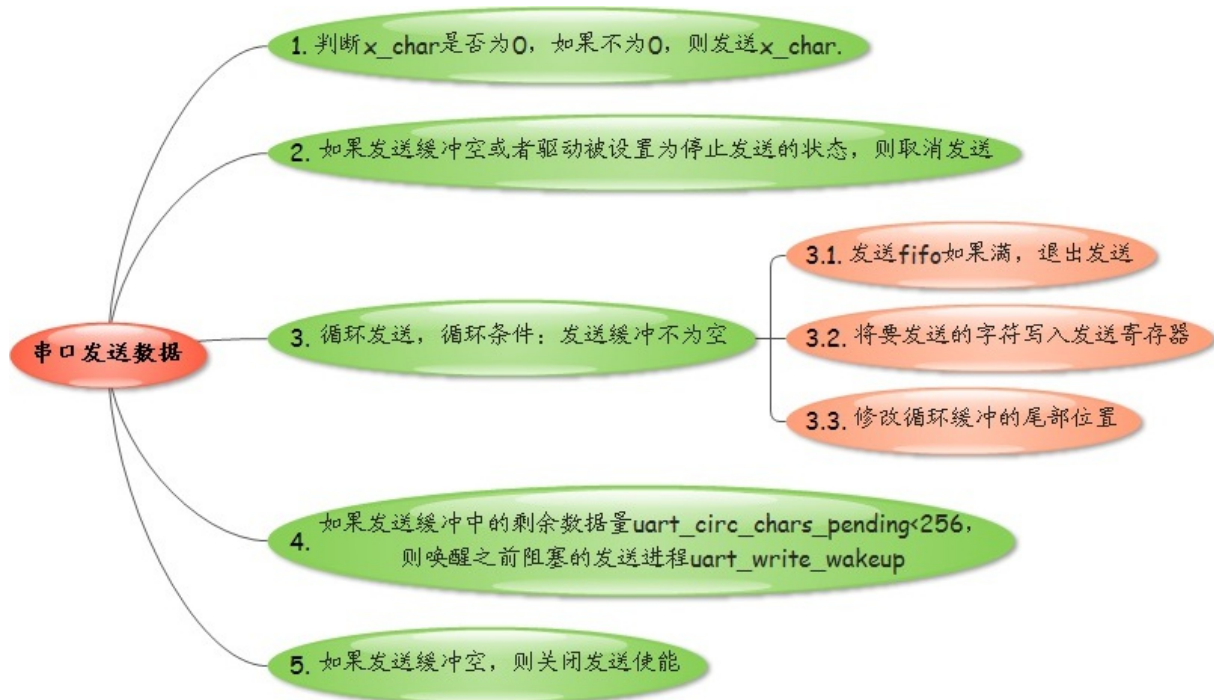 1. 判断x_char是否为0，如果不为0，则发送x_char.
2. 如果发送缓冲空或者驱动被设置为停止发送的状态，则取消发送
3.1. 发送fifo如果满，退出发送
串口发送数据
3. 循环发送，循环条件：发送缓冲不为空
3.2. 将要发送的字符写入发送寄存器
3.3. 修改循环缓冲的尾部位置
4. 如果发送缓冲中的剩余数据量uart_circ_chars_pending<256，
则唤醒之前阻塞的发送进程uart_write_wakeup
5. 如果发送缓冲空，则关闭发送使能